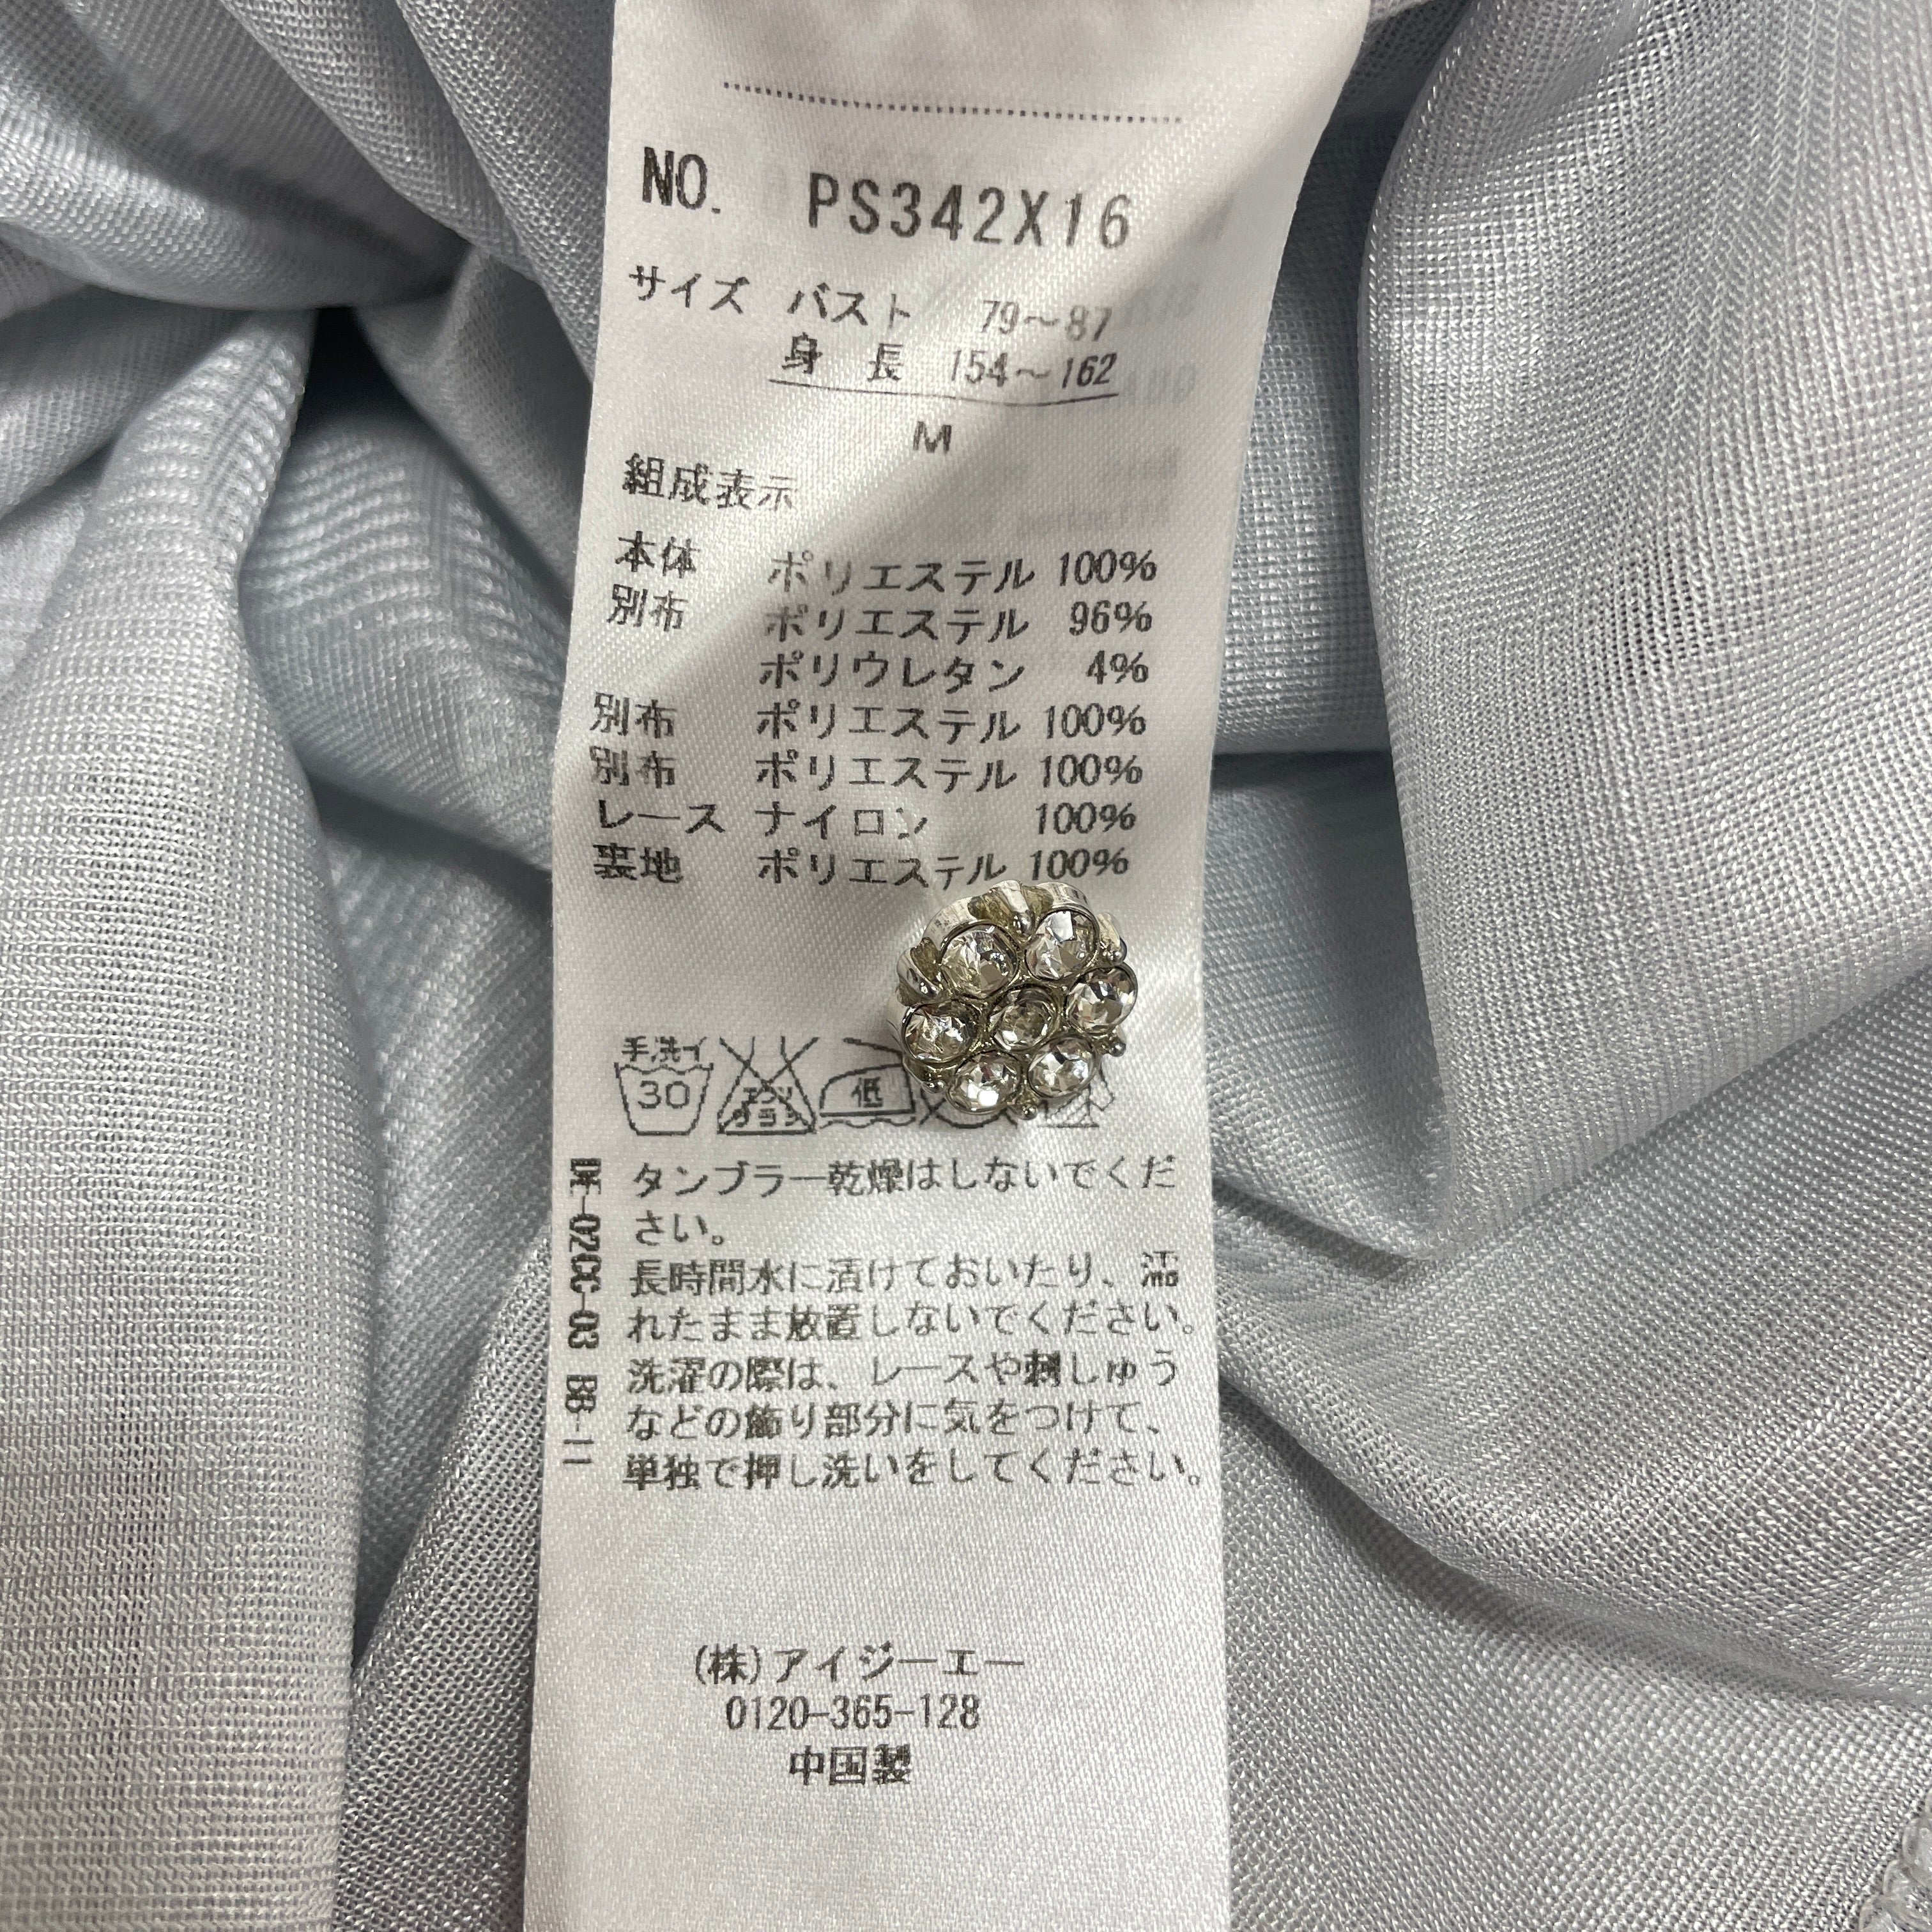 NO. PS342X16
サイズ バスト 79～87
身 長 154～162
M
組成表示
本体 ポリエステル 100%
別布 ポリエステル 96%
ポリウレタン 4%
別布 ポリエステル 100%
別布 ポリエステル 100%
レース ナイロン 100%
裏地 ポリエステル 100%
手洗イ
30
エンソ
サラシ
低
タンブラー乾燥はしないでくだ
さい。
長時間水に漬けておいたり、濡
れたまま放置しないでください。
洗濯の際は、レースや刺しゅう
などの飾り部分に気をつけて、
単独で押し洗いをしてください。
(株)アイジーエー
0120-365-128
中国製